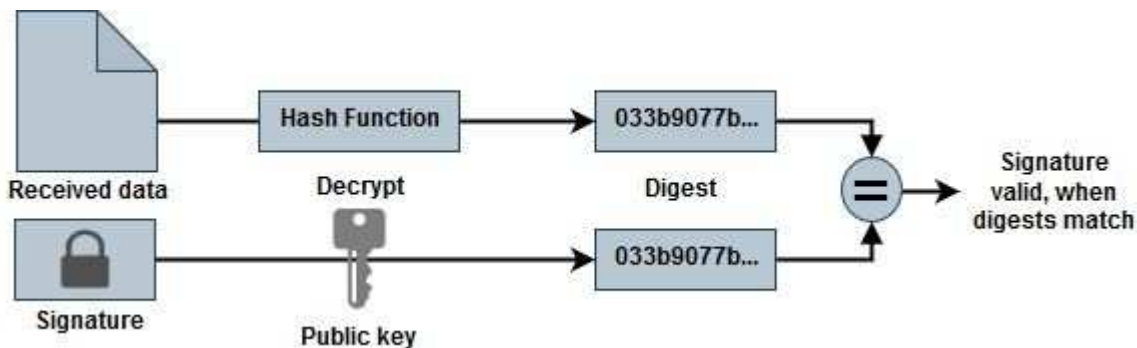 Hash Function
033b9077b...
Received data
Decrypt
Digest
=
Signature
valid, when
digests match
033b9077b...
Signature
Public key